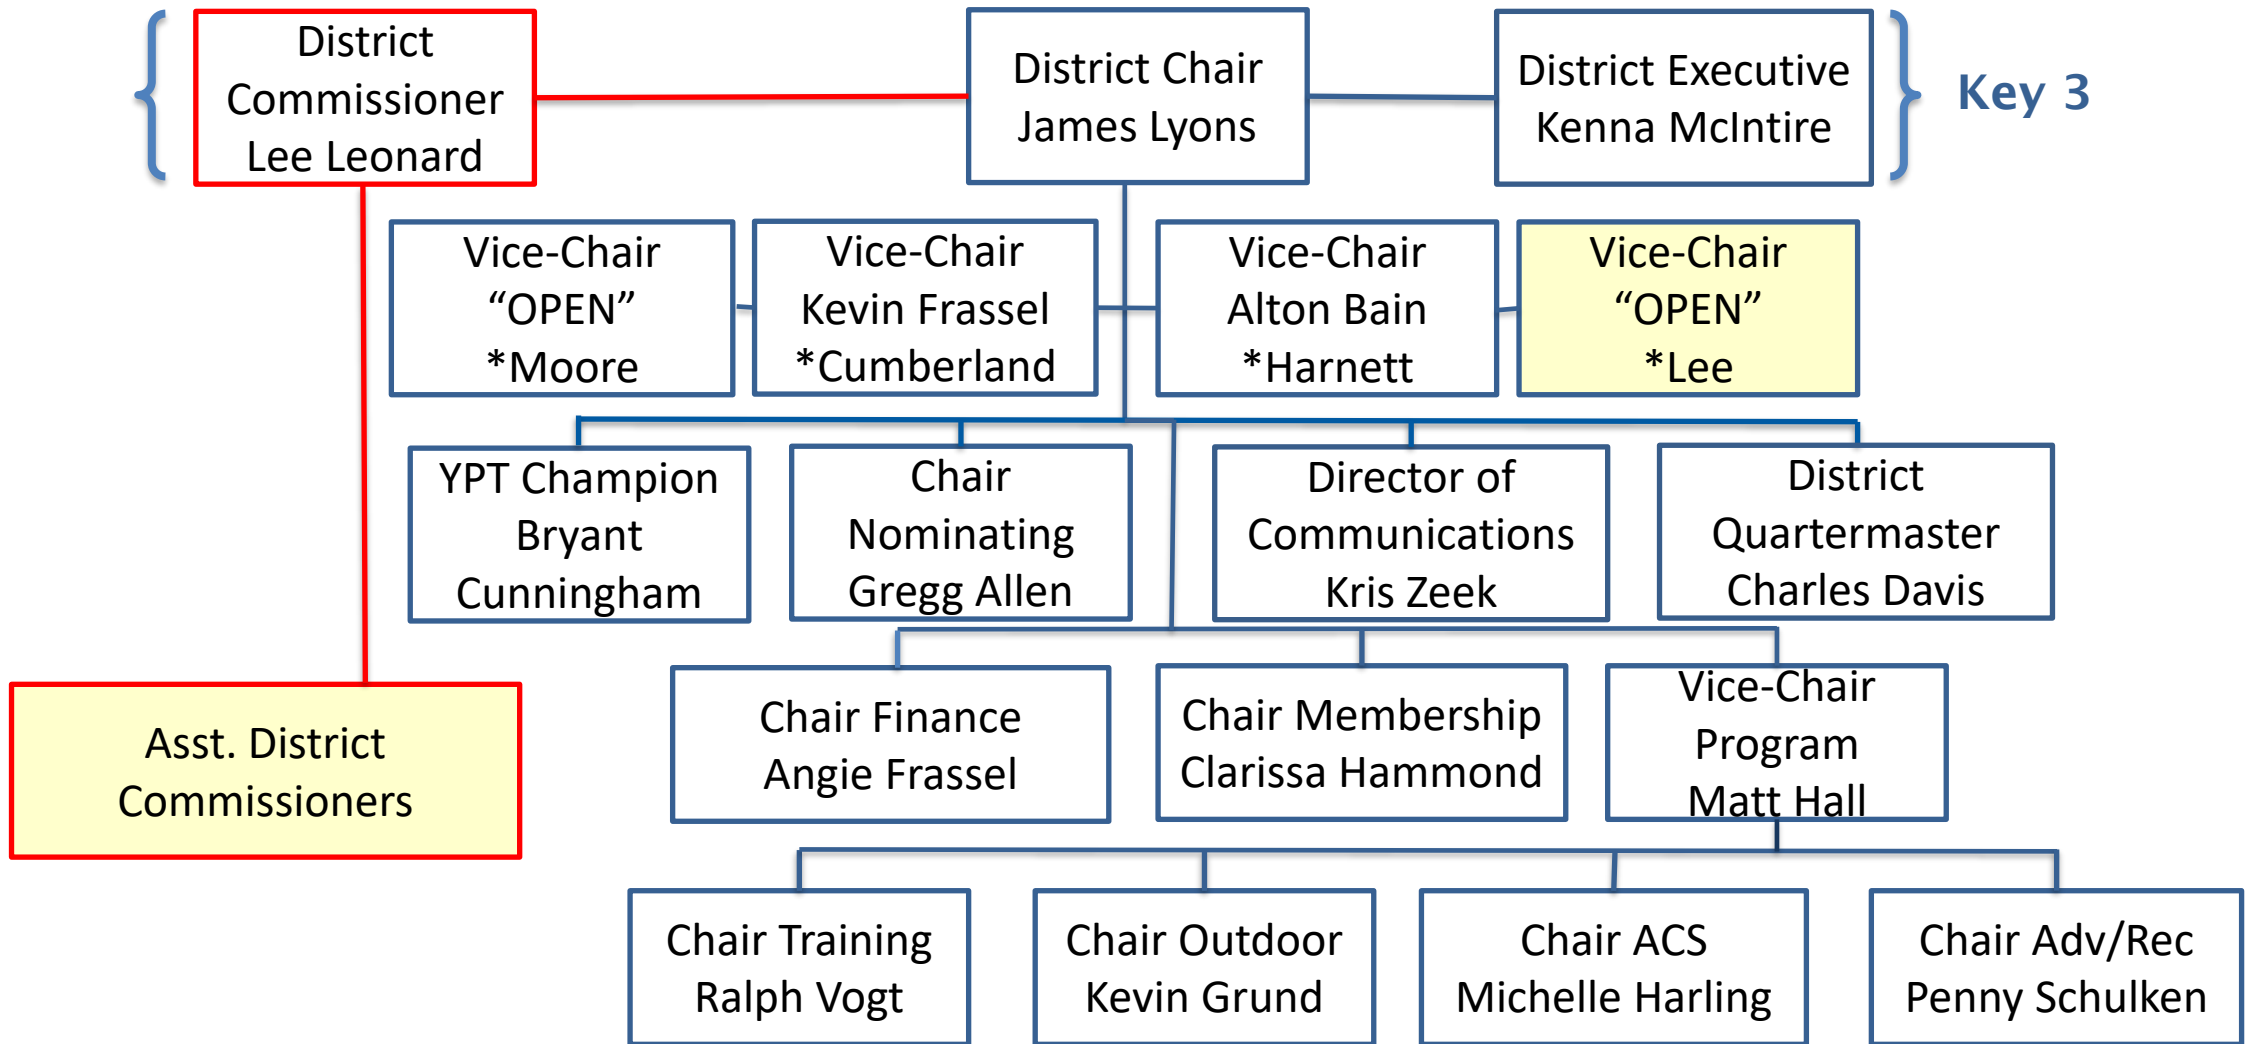 District
Commissioner
Lee Leonard
District Chair
James Lyons
District Executive
Kenna McIntire
Key 3
Vice-Chair
“OPEN”
*Moore
Vice-Chair
Kevin Frassel
*Cumberland
Vice-Chair
Alton Bain
*Harnett
Vice-Chair
“OPEN”
*Lee
YPT Champion
Bryant
Cunningham
Chair
Nominating
Gregg Allen
Director of
Communications
Kris Zeek
District
Quartermaster
Charles Davis
Asst. District
Commissioners
Chair Finance
Angie Frassel
Chair Membership
Clarissa Hammond
Vice-Chair
Program
Matt Hall
Chair Training
Ralph Vogt
Chair Outdoor
Kevin Grund
Chair ACS
Michelle Harling
Chair Adv/Rec
Penny Schulken